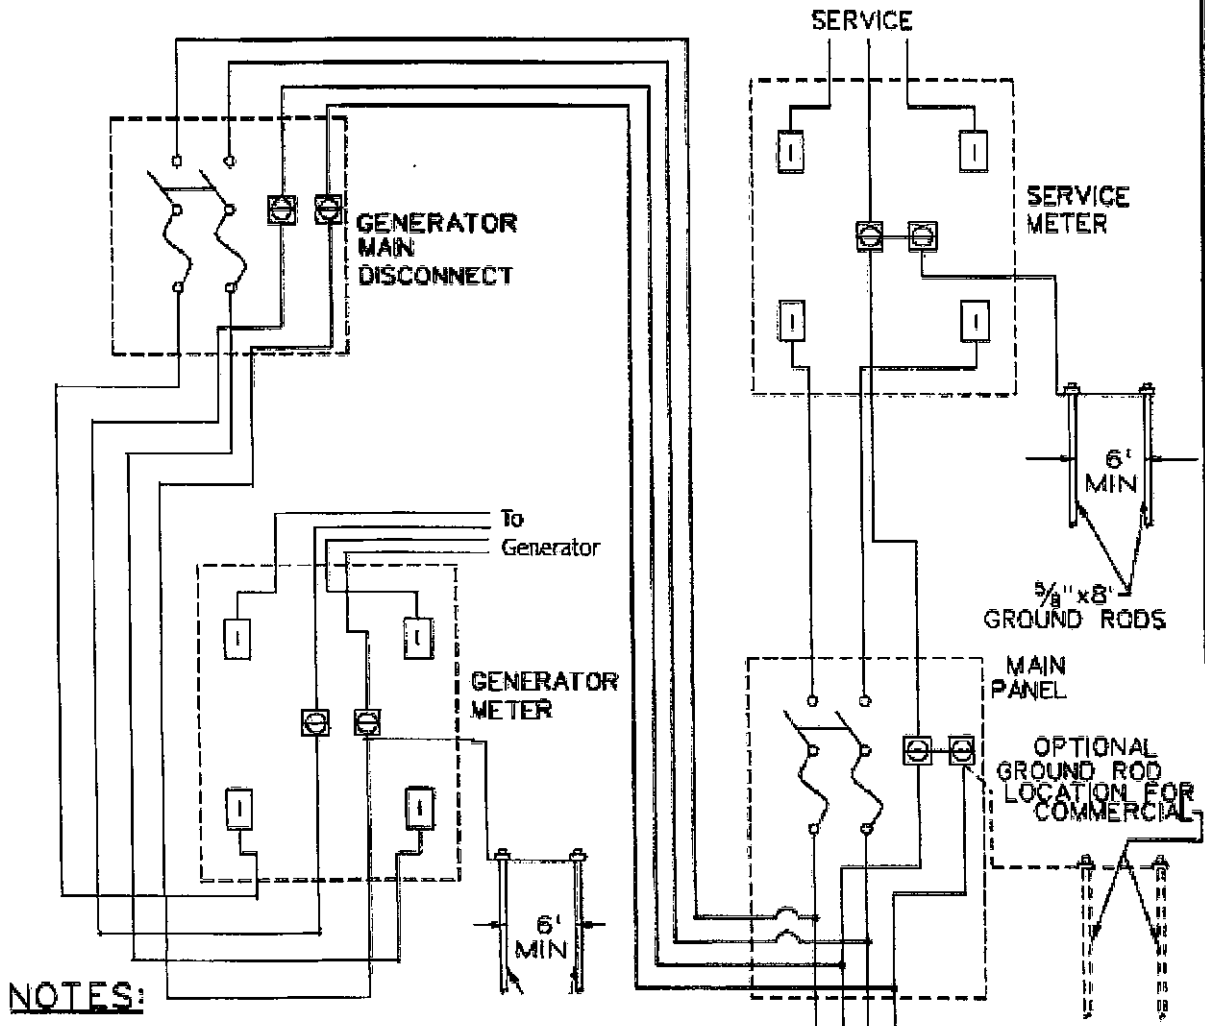 SERVICE
GENERATOR
MAIN
DISCONNECT
SERVICE
METER
6'
MIN
5/8"x8'
GROUND RODS
To
Generator
GENERATOR
METER
MAIN
PANEL
OPTIONAL
GROUND ROD
LOCATION FOR
COMMERCIAL
6'
MIN
NOTES: